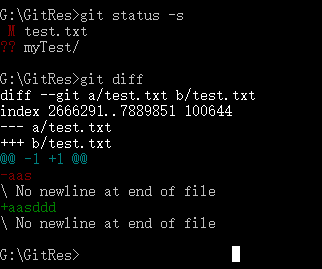 G:\GitRes>git status -s
 M test.txt
?? myTest/

G:\GitRes>git diff
diff --git a/test.txt b/test.txt
index 2666291..7889851 100644
--- a/test.txt
+++ b/test.txt
@@ -1 +1 @@
-aas
\ No newline at end of file
+aasddd
\ No newline at end of file

G:\GitRes>